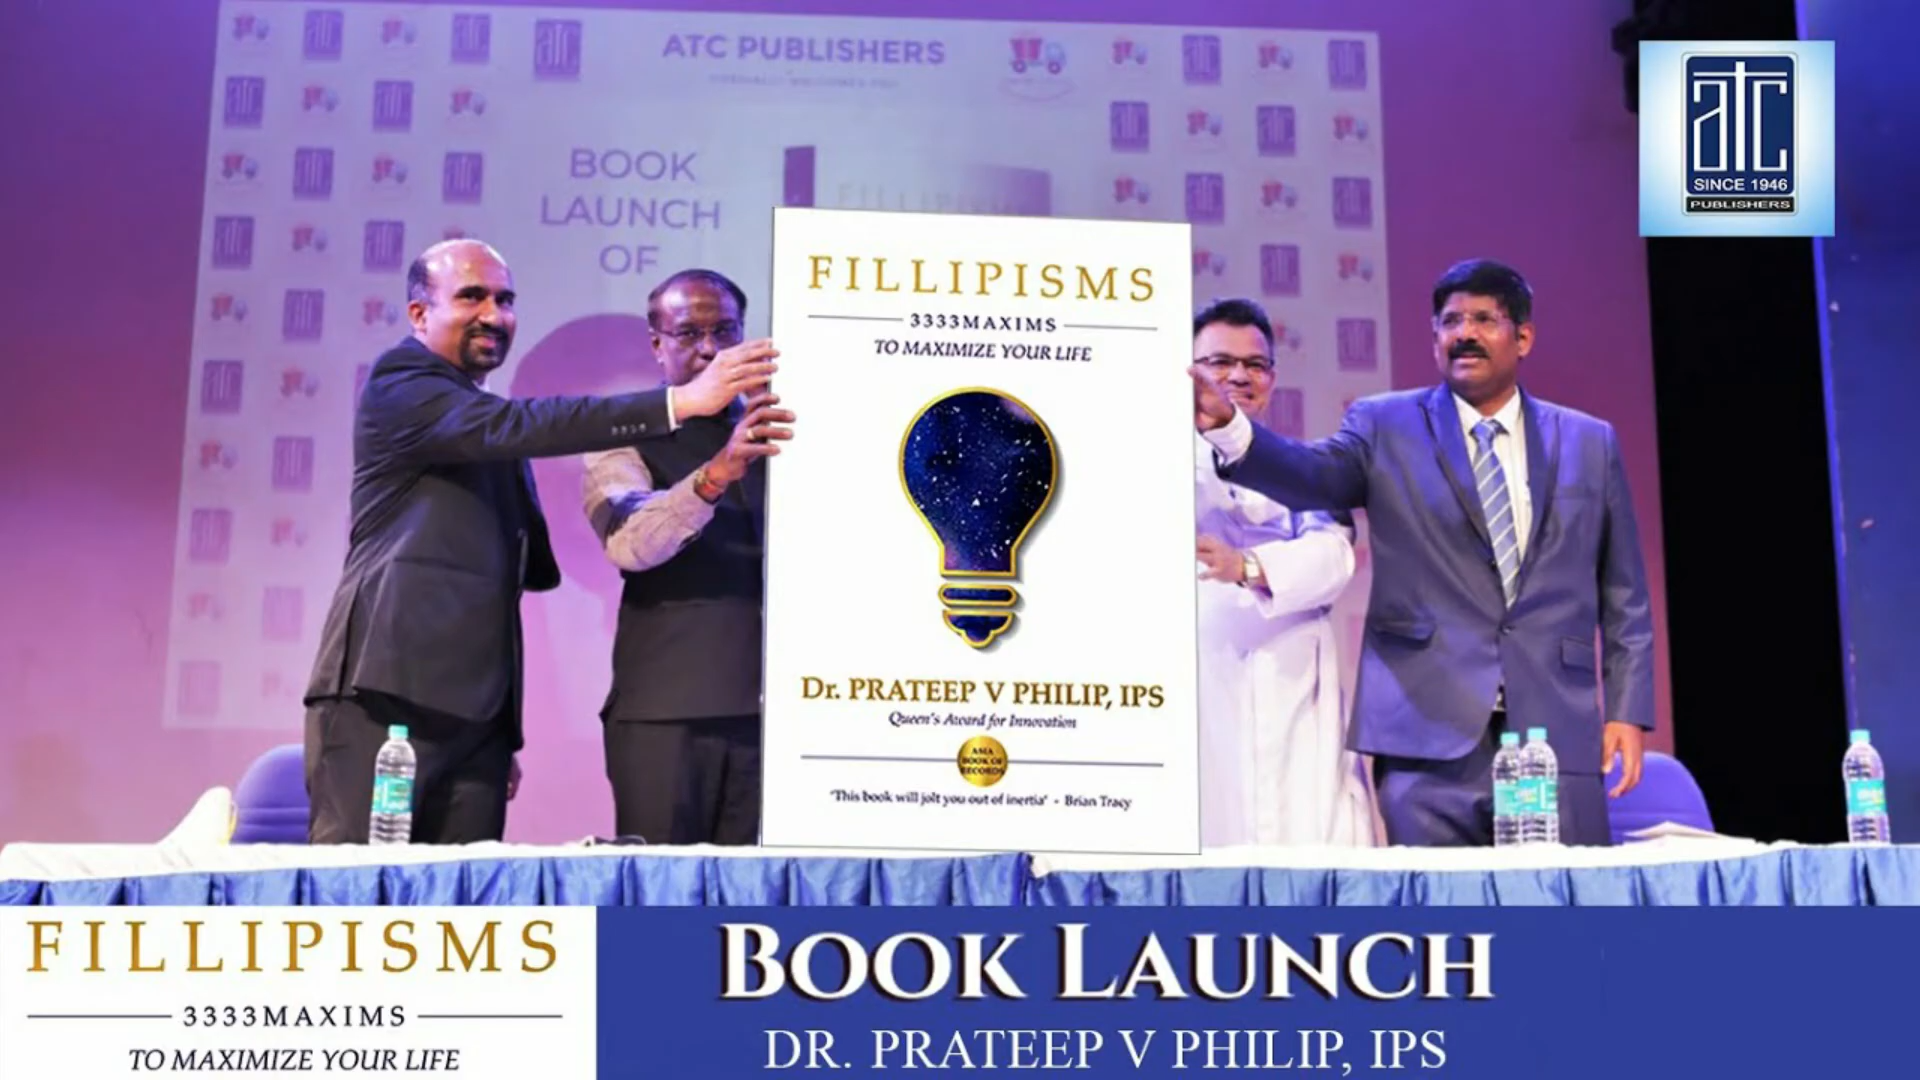 ATC PUBLISHERS
BOOK
LAUNCH
OF
FILLIPISMS
atc
SINCE 1946
PUBLISHERS
FILLIPISMS
3333MAXIMS
TO MAXIMIZE YOUR LIFE
Dr. PRATEEP V PHILIP, IPS
Queen's Award for Innovation
ASIA
BOOK OF
RECORDS
"This book will jolt you out of inertia" - Brian Tracy
FILLIPISMS
3333MAXIMS
TO MAXIMIZE YOUR LIFE
BOOK LAUNCH
DR. PRATEEP V PHILIP, IPS